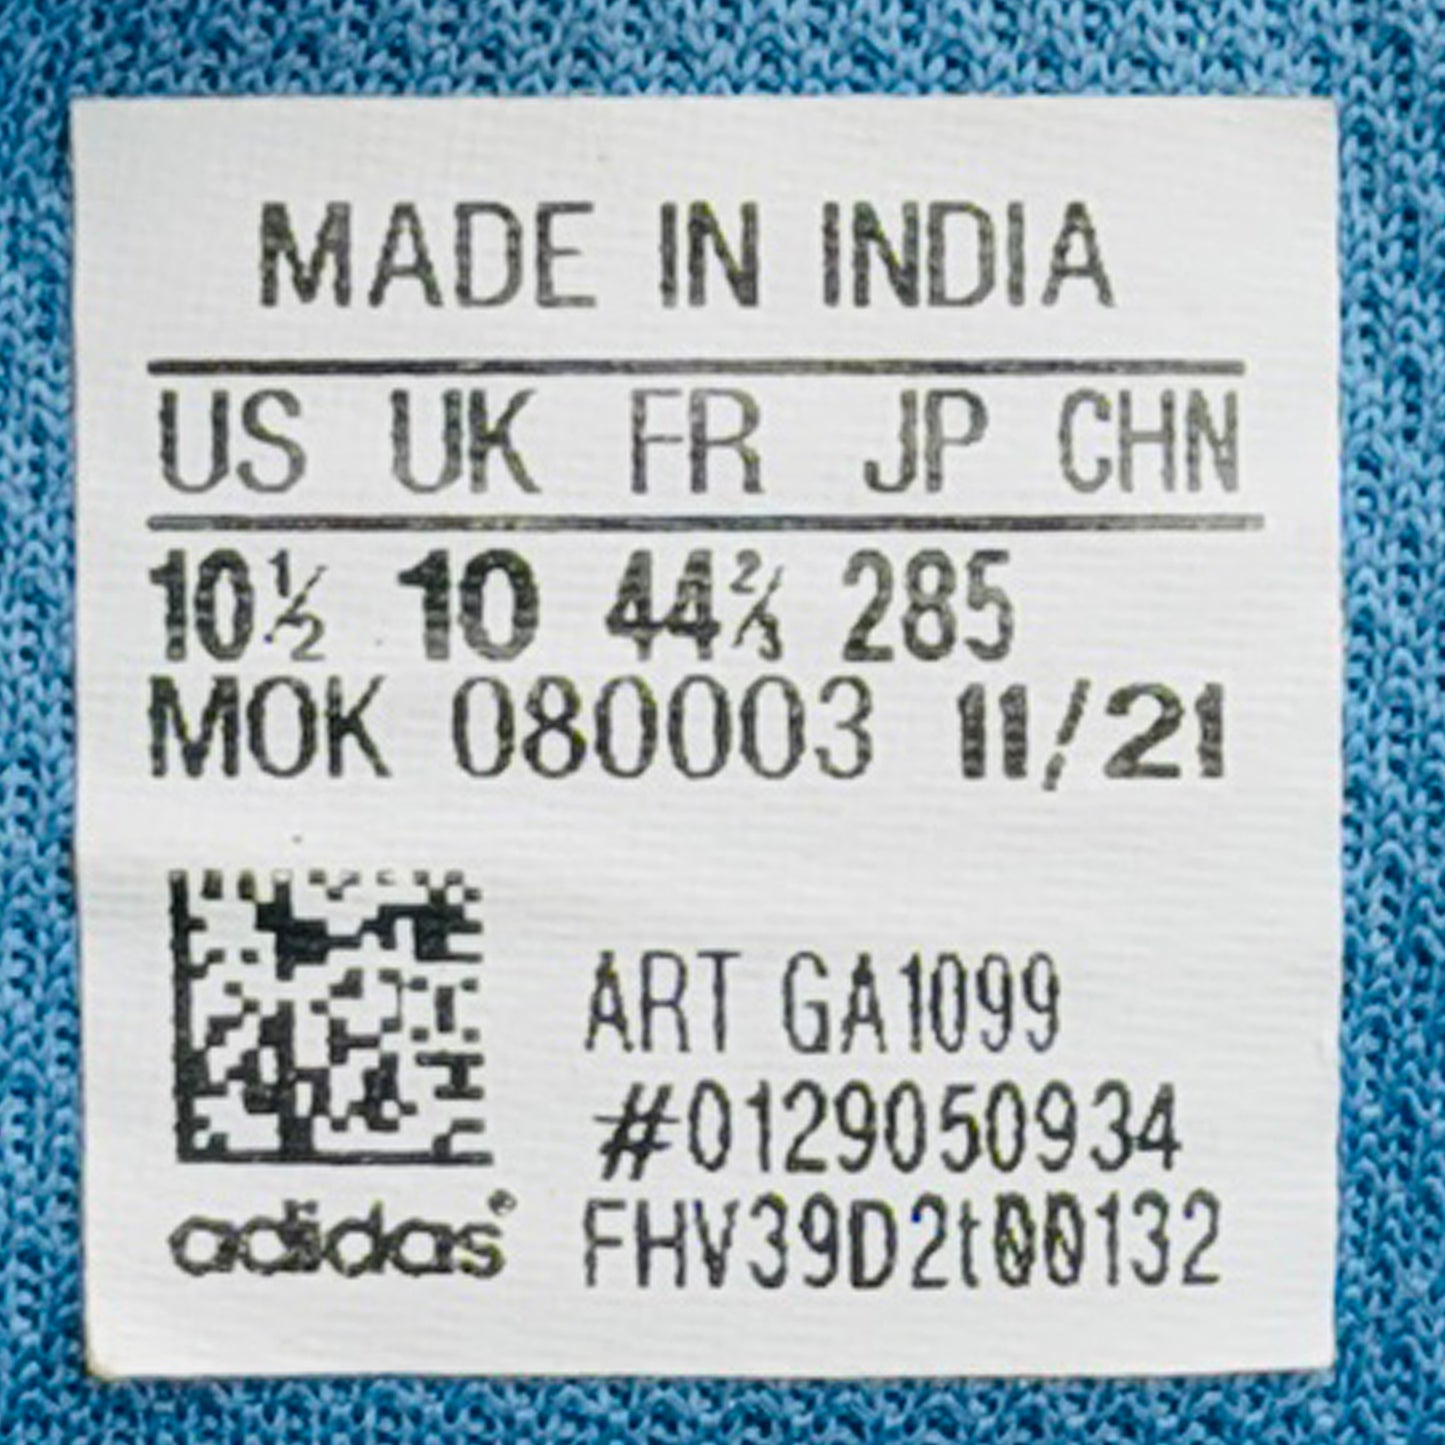 MADE IN INDIA
US UK FR JP CHN
10½ 10 44⅔ 285
MOK 080003 11/21
ART GA1099
#0129050934
adidas®
FHV39D2t00132